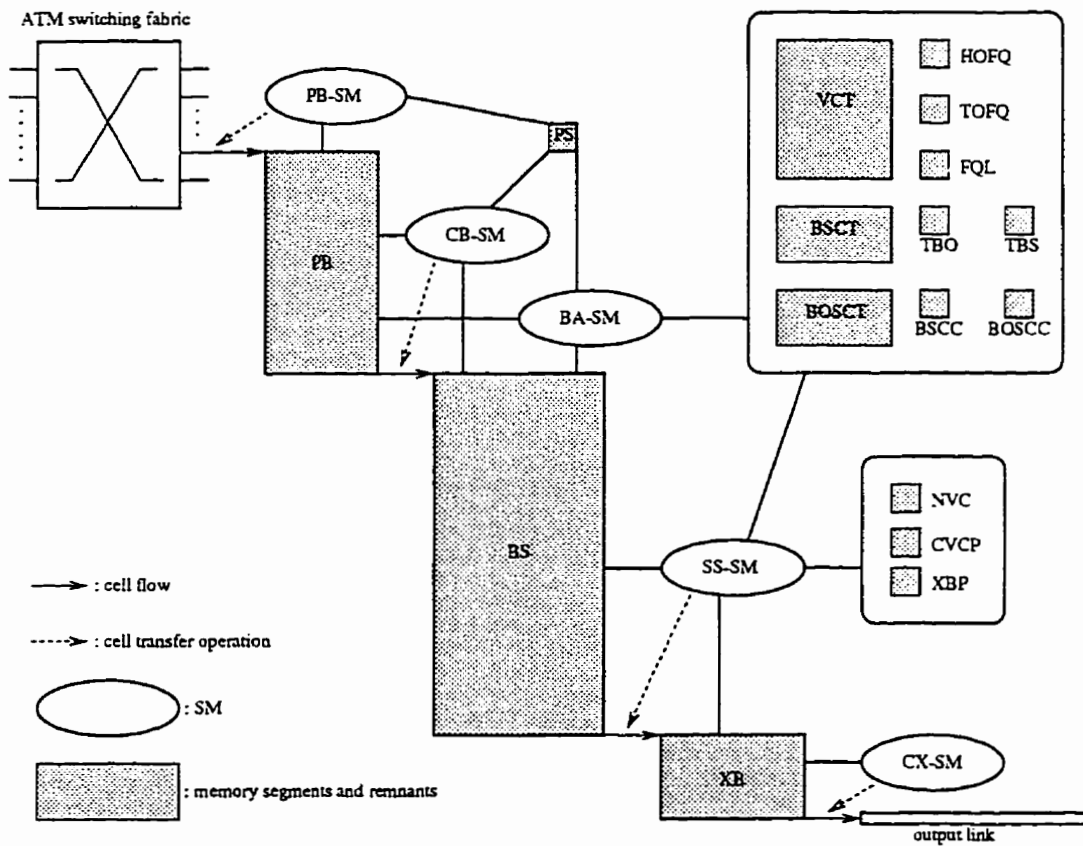 ATM switching fabric
PB-SM
PS
VCT
HOFQ
TOFQ
FQL
CB-SM
PB
BSCT
TBO
TBS
BA-SM
BOSCT
BSCC
BOSCC
NVC
CVCP
XBP
BS
SS-SM
: cell flow
: cell transfer operation
: SM
XB
CX-SM
: memory segments and remnants
output link